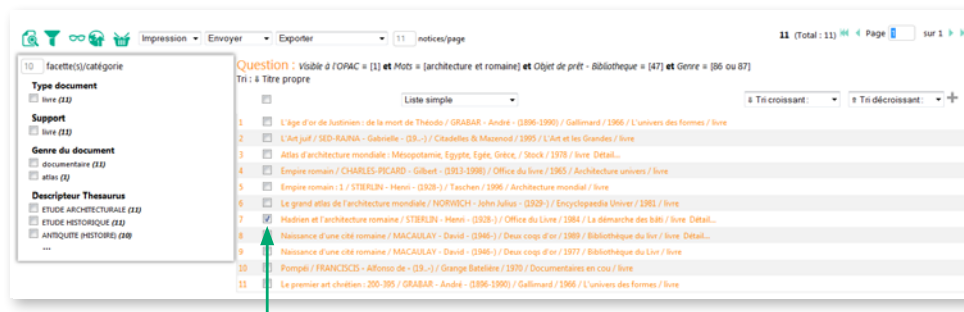 Impression Envoyer Exporter 11 notices/page 11 (Total : 11) Page 1 sur 1
10 facette(s)/catégorie
Type document
livre (11)
Support
livre (11)
Genre du document
documentaire (11)
atlas (1)
Descripteur Thesaurus
ETUDE ARCHITECTURALE (11)
ETUDE HISTORIQUE (11)
ANTIQUITE (HISTOIRE) (10)
...
Question : Visible à l'OPAC = [1] et Mots = [architecture et romaine] et Objet de prêt - Bibliotheque = [47] et Genre = [86 ou 87]
Tri : Titre propre
Liste simple Tri croissant : Tri décroissant :
1 L'âge d'or de Justinien : de la mort de Théodo / GRABAR - André - (1896-1990) / Gallimard / 1966 / L'univers des formes / livre
2 L'Art juif / SED-RAJNA - Gabrielle - (19..-) / Citadelles & Mazenod / 1995 / L'Art et les Grandes / livre
3 Atlas d'architecture mondiale : Mésopotamie, Egypte, Egée, Grèce, / Stock / 1978 / livre Détail...
4 Empire romain / CHARLES-PICARD - Gilbert - (1913-1998) / Office du livre / 1965 / Architecture univers / livre
5 Empire romain : 1 / STIERLIN - Henri - (1928-) / Taschen / 1996 / Architecture mondial / livre
6 Le grand atlas de l'architecture mondiale / NORWICH - John Julius - (1929-) / Encyclopaedia Univer / 1981 / livre
7 Hadrien et l'architecture romaine / STIERLIN - Henri - (1928-) / Office du Livre / 1984 / La démarche des bâti / livre Détail...
8 Naissance d'une cité romaine / MACAULAY - David - (1946-) / Deux coqs d'or / 1989 / Bibliothèque du livr / livre Détail...
9 Naissance d'une cité romaine / MACAULAY - David - (1946-) / Deux coqs d'or / 1977 / Bibliothèque du Livr / livre
10 Pompéi / FRANCISCIS - Alfonso de - (19..-) / Grange Batelière / 1970 / Documentaires en cou / livre
11 Le premier art chrétien : 200-395 / GRABAR - André - (1896-1990) / Gallimard / 1966 / L'univers des formes / livre